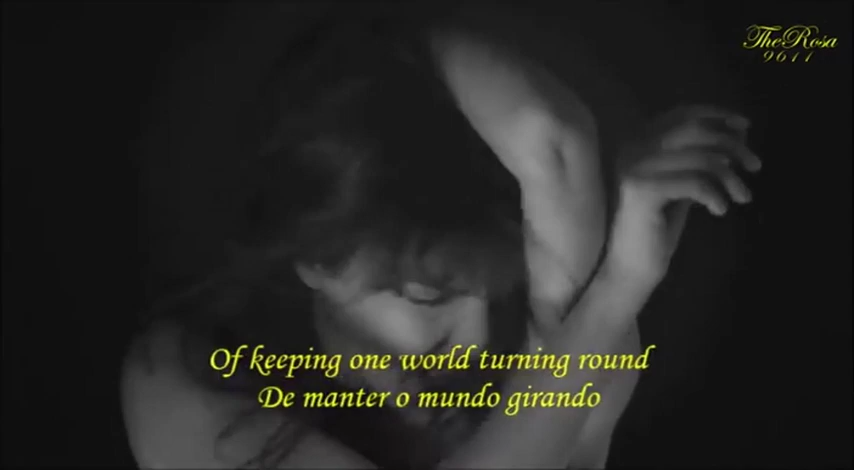 TheRosa
9611
Of keeping one world turning round
De manter o mundo girando